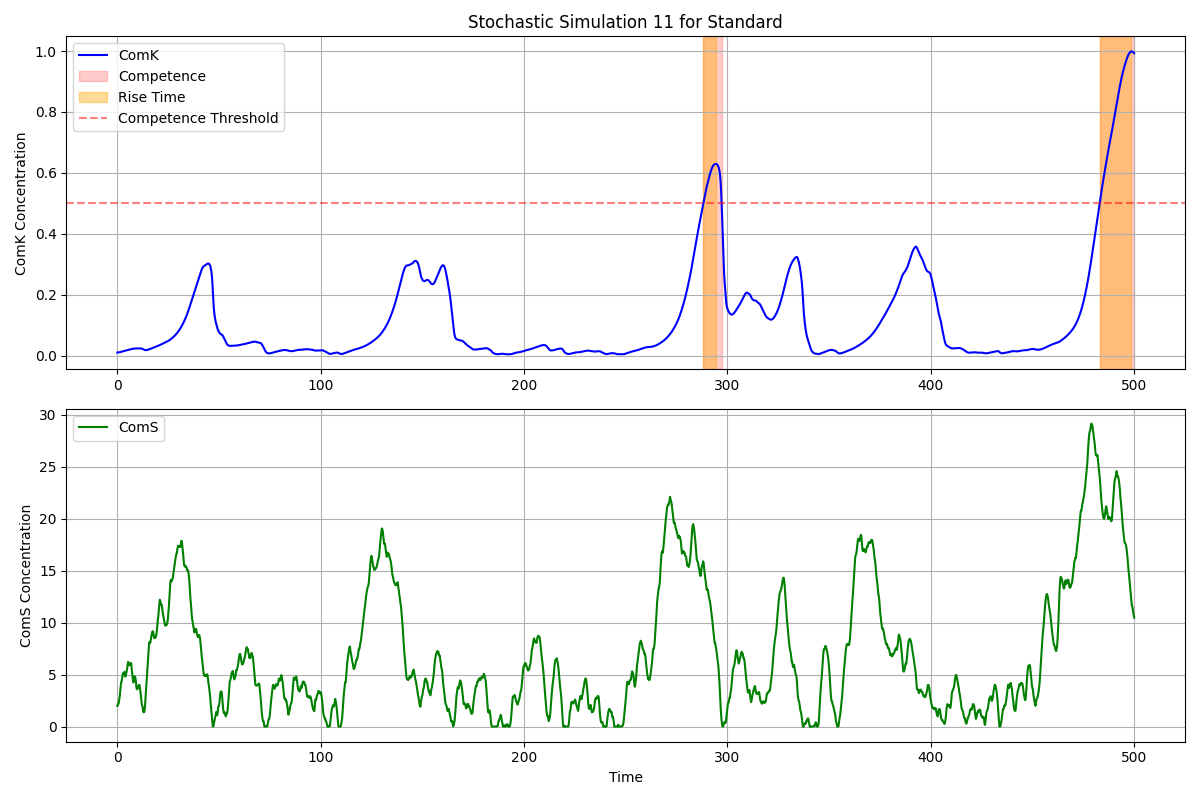 Stochastic Simulation 11 for Standard
ComK Concentration
1.0
0.8
0.6
0.4
0.2
0.0
ComK
Competence
Rise Time
Competence Threshold
0 100 200 300 400 500
ComS Concentration
30
25
20
15
10
5
0
ComS
0 100 200 300 400 500
Time